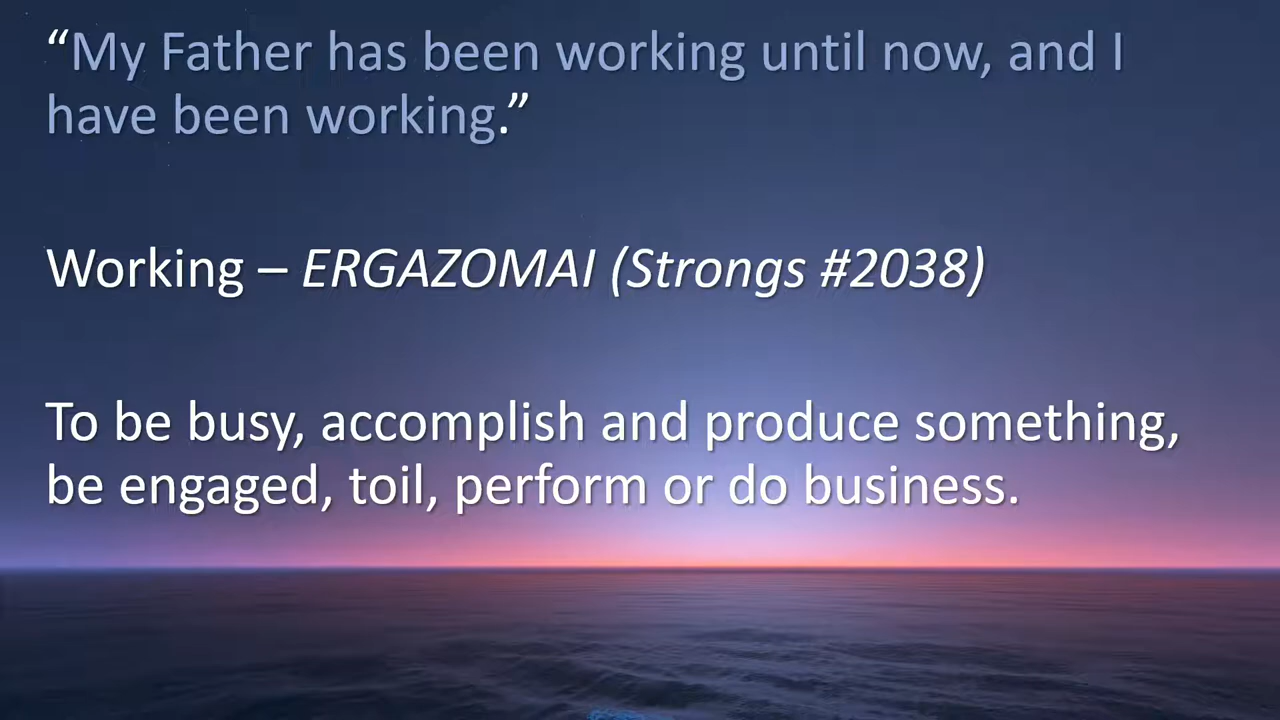 “My Father has been working until now, and I
have been working.”
Working – ERGAZOMAI (Strongs #2038)
To be busy, accomplish and produce something,
be engaged, toil, perform or do business.